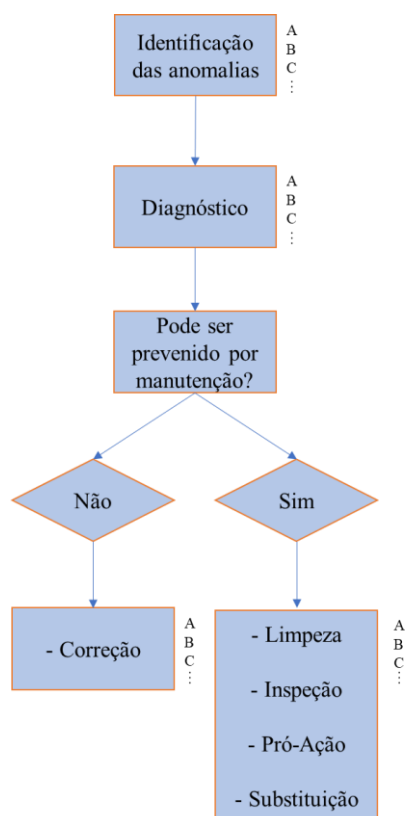 Identificação
das anomalias
A
B
C
⋮
Diagnóstico
A
B
C
⋮
Pode ser
prevenido por
manutenção?
Não
Sim
- Correção
A
B
C
⋮
- Limpeza
- Inspeção
- Pró-Ação
- Substituição
A
B
C
⋮